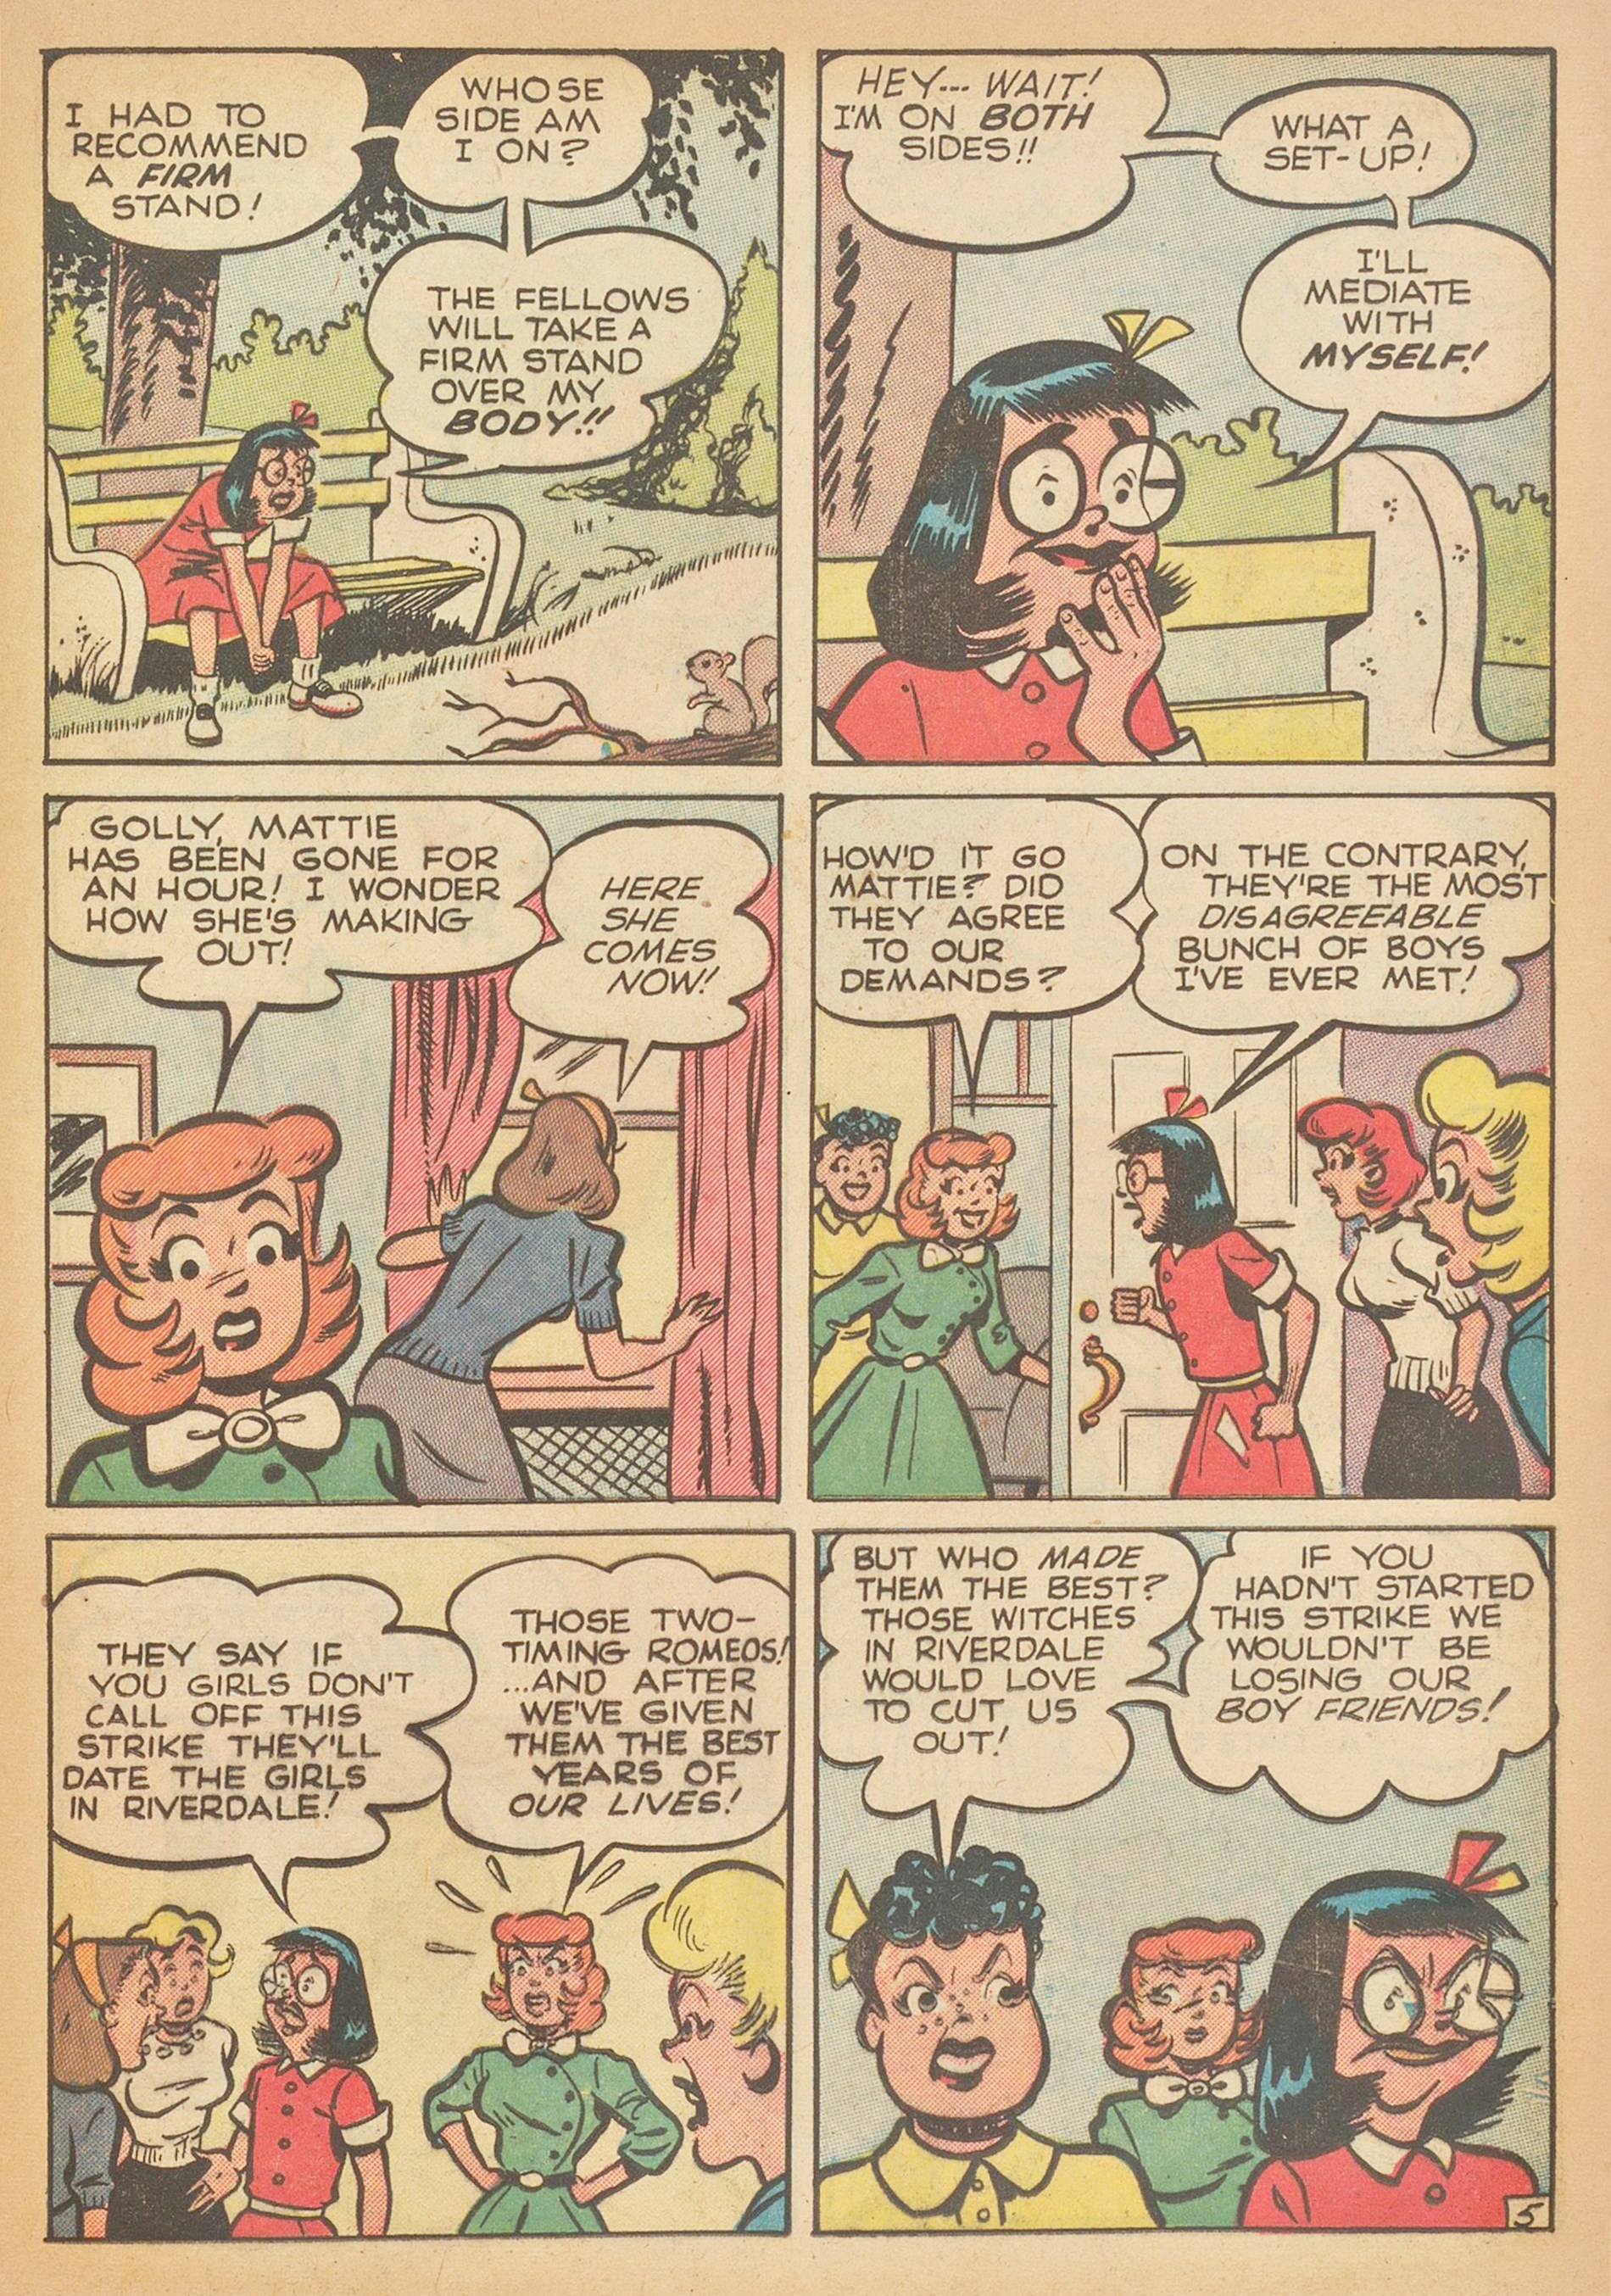 I HAD TO
RECOMMEND
A FIRM
STAND!
WHOSE
SIDE AM
I ON?
THE FELLOWS
WILL TAKE A
FIRM STAND
OVER MY
BODY!!
HEY--- WAIT!
I'M ON BOTH
SIDES!!
WHAT A
SET-UP!
I'LL
MEDIATE
WITH
MYSELF!
GOLLY, MATTIE
HAS BEEN GONE FOR
AN HOUR! I WONDER
HOW SHE'S MAKING
OUT!
HERE
SHE
COMES
NOW!
HOW'D IT GO
MATTIE? DID
THEY AGREE
TO OUR
DEMANDS?
ON THE CONTRARY,
THEY'RE THE MOST
DISAGREEABLE
BUNCH OF BOYS
I'VE EVER MET!
THEY SAY IF
YOU GIRLS DON'T
CALL OFF THIS
STRIKE THEY'LL
DATE THE GIRLS
IN RIVERDALE!
THOSE TWO-
TIMING ROMEOS!
...AND AFTER
WE'VE GIVEN
THEM THE BEST
YEARS OF
OUR LIVES!
BUT WHO MADE
THEM THE BEST?
THOSE WITCHES
IN RIVERDALE
WOULD LOVE
TO CUT US
OUT!
IF YOU
HADN'T STARTED
THIS STRIKE WE
WOULDN'T BE
LOSING OUR
BOY FRIENDS!
5